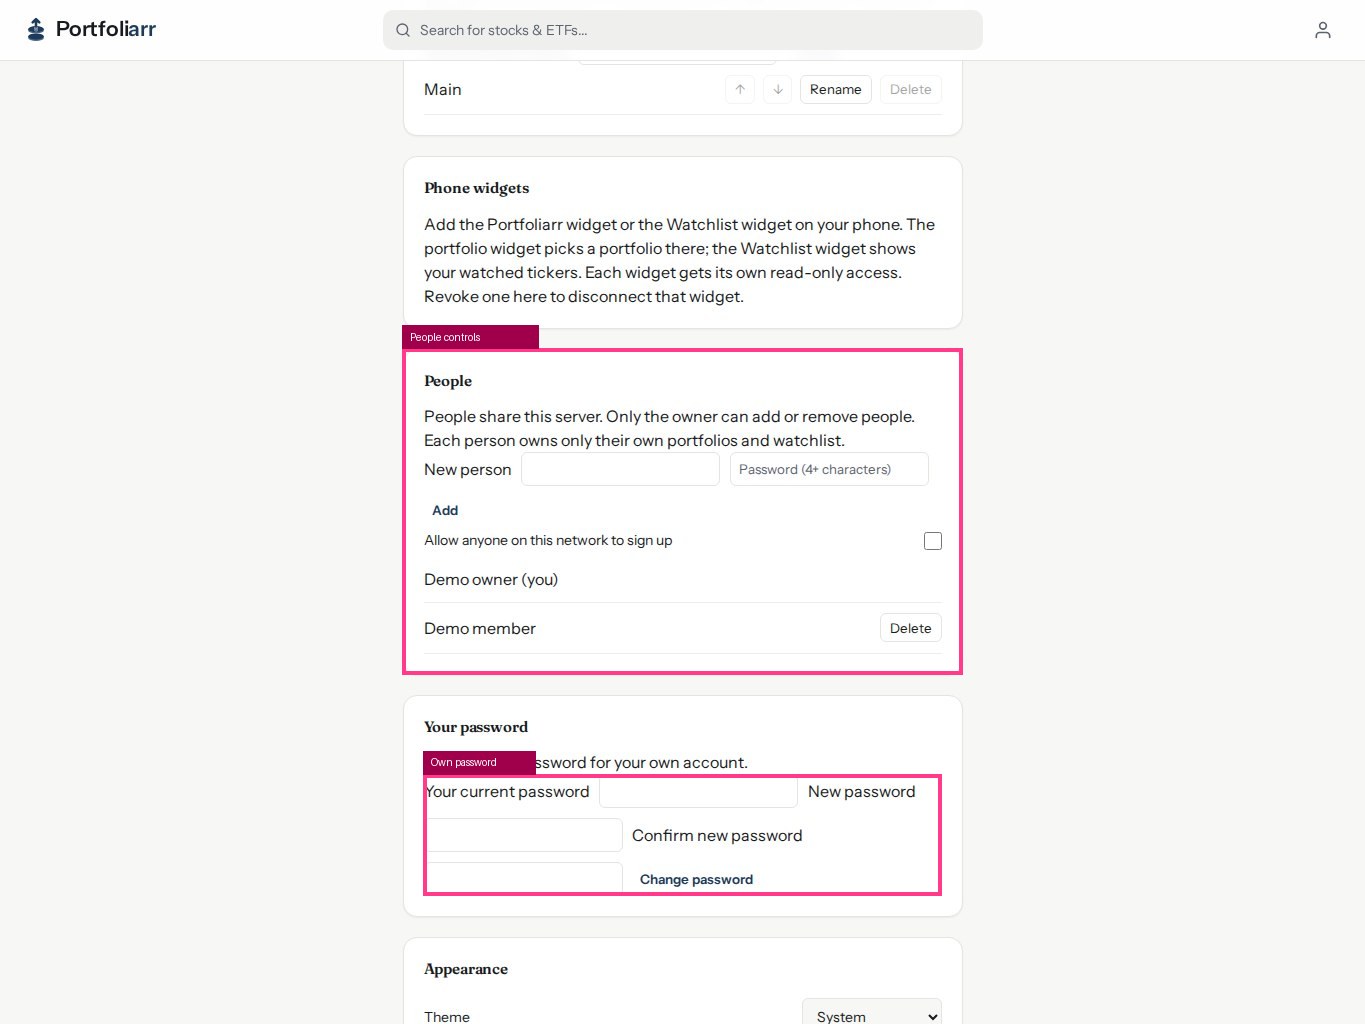 Portfoliarr
Search for stocks & ETFs...
Main
Rename
Delete
Phone widgets
Add the Portfoliarr widget or the Watchlist widget on your phone. The
portfolio widget picks a portfolio there; the Watchlist widget shows
your watched tickers. Each widget gets its own read-only access.
Revoke one here to disconnect that widget.
People controls
People
People share this server. Only the owner can add or remove people.
Each person owns only their own portfolios and watchlist.
New person
Password (4+ characters)
Add
Allow anyone on this network to sign up
Demo owner (you)
Demo member
Delete
Your password
Own password
ssword for your own account.
Your current password
New password
Confirm new password
Change password
Appearance
Theme
System